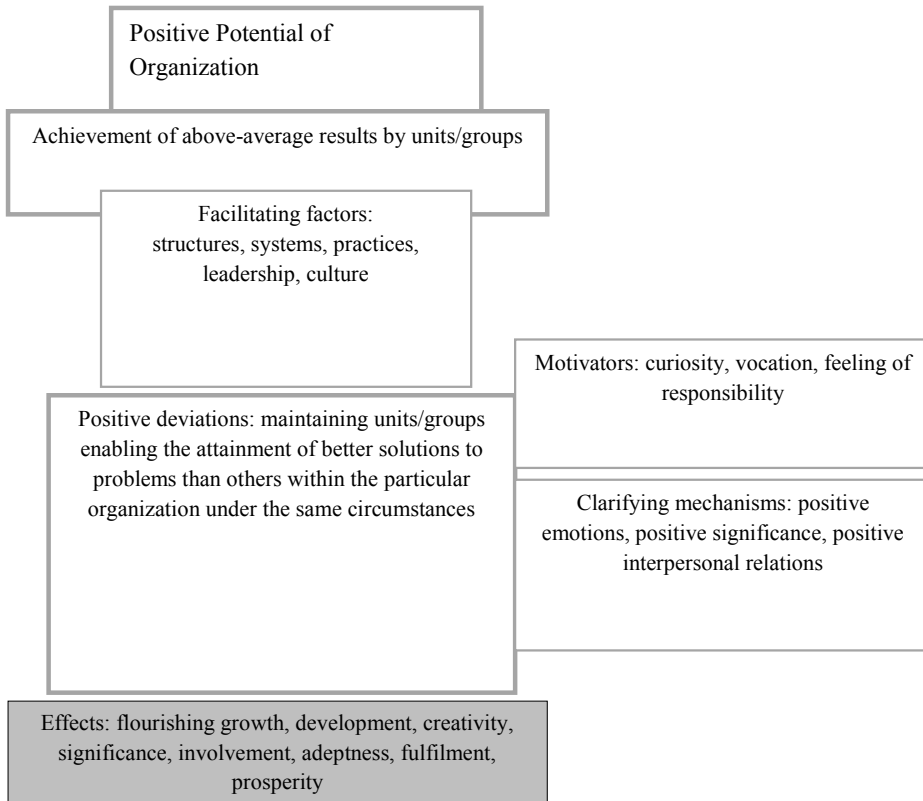 Positive Potential of
Organization
Achievement of above-average results by units/groups
Facilitating factors:
structures, systems, practices,
leadership, culture
Motivators: curiosity, vocation, feeling of
responsibility
Positive deviations: maintaining units/groups
enabling the attainment of better solutions to
problems than others within the particular
organization under the same circumstances
Clarifying mechanisms: positive
emotions, positive significance, positive
interpersonal relations
Effects: flourishing growth, development, creativity,
significance, involvement, adeptness, fulfilment,
prosperity